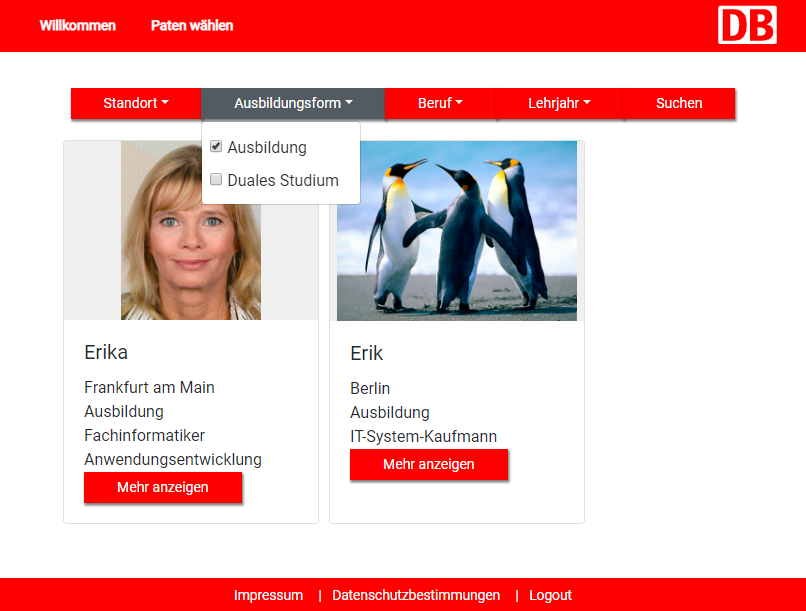 Willkommen Paten wählen DB
Standort Ausbildungsform Beruf Lehrjahr Suchen
Ausbildung
Duales Studium
Erika
Frankfurt am Main
Ausbildung
Fachinformatiker
Anwendungsentwicklung
Mehr anzeigen
Erik
Berlin
Ausbildung
IT-System-Kaufmann
Mehr anzeigen
Impressum | Datenschutzbestimmungen | Logout